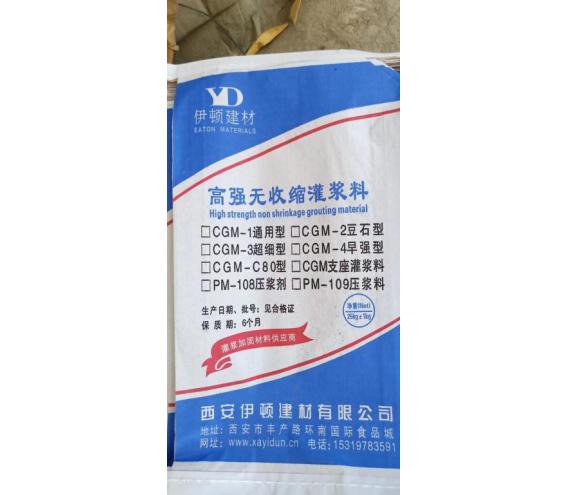 YD
伊顿建材
EATON MATERIALS
高强无收缩灌浆料
High strength non shrinkage grouting material
□CGM-1通用型 □CGM-2豆石型
□CGM-3超细型 □CGM-4早强型
□CGM-C80型 □CGM支座灌浆料
□PM-108压浆剂 □PM-109压浆料
生产日期、批号：见合格证
保 质 期：6个月
净重(Net)
25kg±1kg
灌浆加固材料供应商
西安伊顿建材有限公司
地址：西安市丰产路环南国际食品城
网址：www.xayidun.cn 电话：15319783591